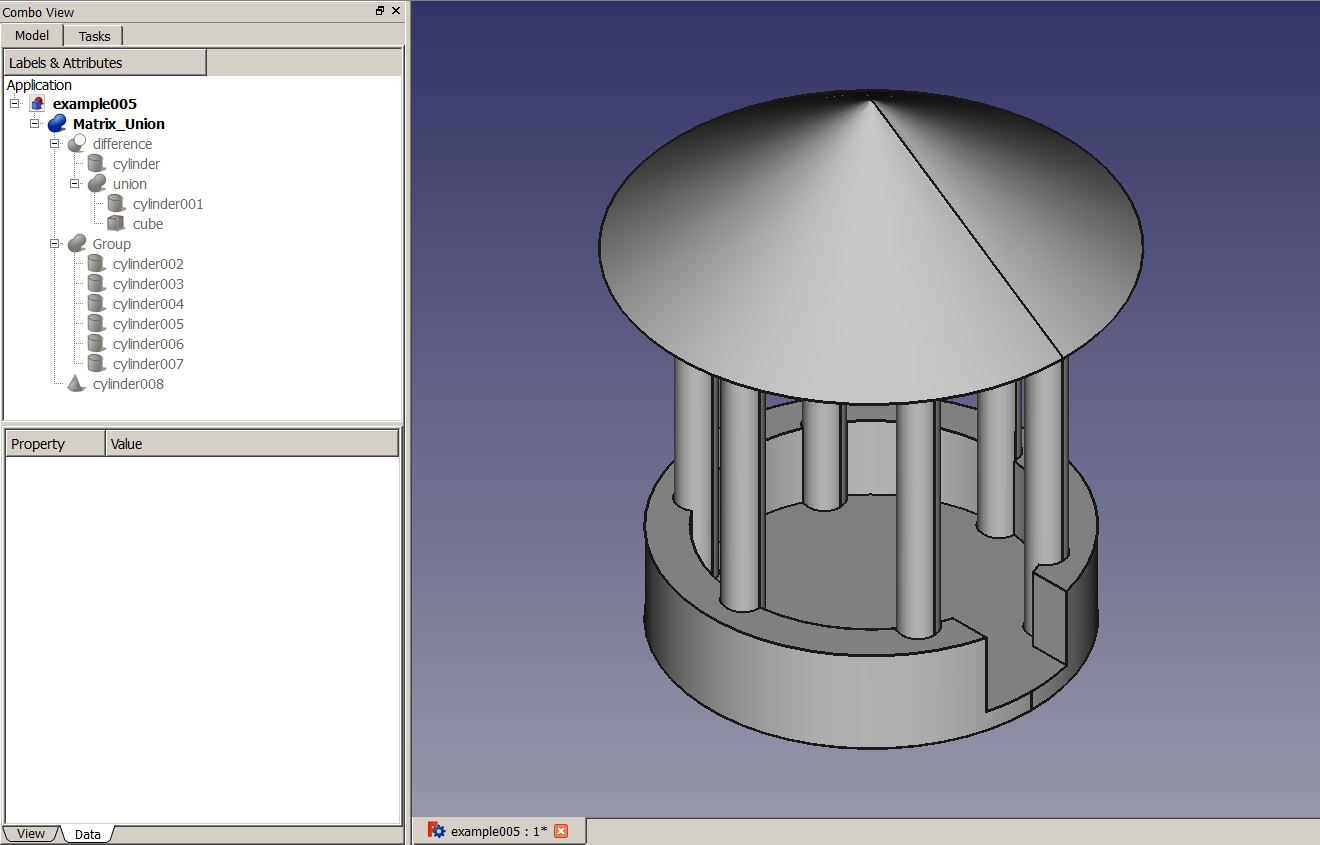 Combo View
Model Tasks
Labels & Attributes
Application
example005
Matrix_Union
difference
cylinder
union
cylinder001
cube
Group
cylinder002
cylinder003
cylinder004
cylinder005
cylinder006
cylinder007
cylinder008
Property Value
View Data
example005 : 1*